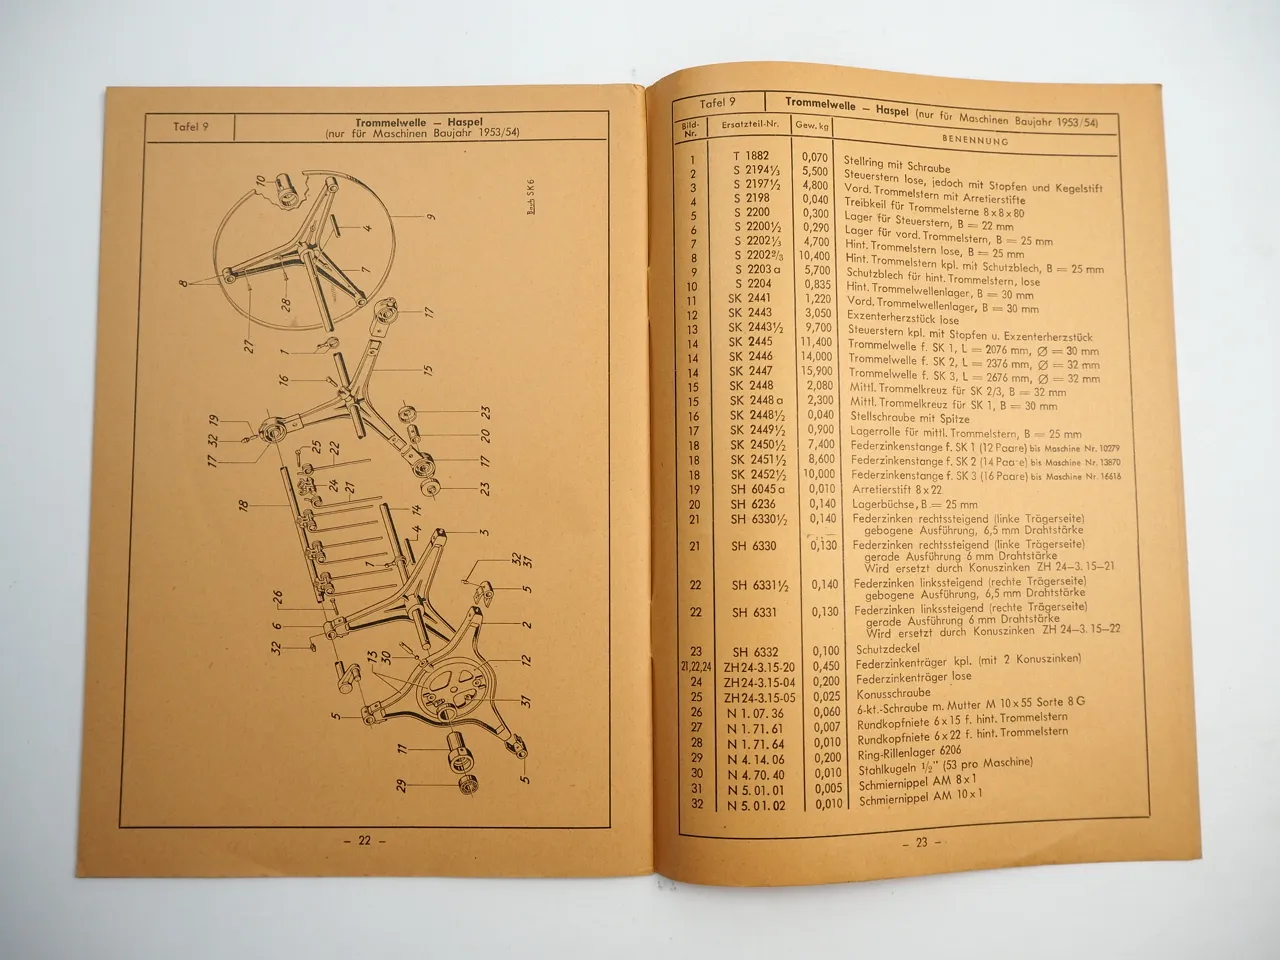 Tafel 9
Trommelwelle — Haspel
(nur für Maschinen Baujahr 1953/54)
10
9
4
8
7
28
27
Bach SK6
1
17
16
15
19
32
17
25
22
23
20
17
23
24
21
18
14
4
3
7
32
31
5
26
6
2
32
13
30
12
5
31
11
29
5
— 22 —
Tafel 9 Trommelwelle — Haspel (nur für Maschinen Baujahr 1953/54)
Bild-Nr. Ersatzteil-Nr. Gew. kg BENENNUNG
1 T 1882 0,070 Stellring mit Schraube
2 S 2194⅓ 5,500 Steuerstern lose, jedoch mit Stopfen und Kegelstift
3 S 2197½ 4,800 Vord. Trommelstern mit Arretierstifte
4 S 2198 0,040 Treibkeil für Trommelsterne 8x8x80
5 S 2200 0,300 Lager für Steuerstern, B = 22 mm
6 S 2200½ 0,290 Lager für vord. Trommelstern, B = 25 mm
7 S 2202⅓ 4,700 Hint. Trommelstern lose, B = 25 mm
8 S 2202⅔ 10,400 Hint. Trommelstern kpl. mit Schutzblech, B = 25 mm
9 S 2203 a 5,700 Schutzblech für hint. Trommelstern, lose
10 S 2204 0,835 Hint. Trommelwellenlager, B = 30 mm
11 SK 2441 1,220 Vord. Trommelwellenlager, B = 30 mm
12 SK 2443 3,050 Exzenterherzstück lose
13 SK 2443½ 9,700 Steuerstern kpl. mit Stopfen u. Exzenterherzstück
14 SK 2445 11,400 Trommelwelle f. SK 1, L = 2076 mm, Ø = 30 mm
14 SK 2446 14,000 Trommelwelle f. SK 2, L = 2376 mm, Ø = 32 mm
14 SK 2447 15,900 Trommelwelle f. SK 3, L = 2676 mm, Ø = 32 mm
15 SK 2448 2,080 Mittl. Trommelkreuz für SK 2/3, B = 32 mm
15 SK 2448 a 2,300 Mittl. Trommelkreuz für SK 1, B = 30 mm
16 SK 2448½ 0,040 Stellschraube mit Spitze
17 SK 2449½ 0,900 Lagerrolle für mittl. Trommelstern, B = 25 mm
18 SK 2450½ 7,400 Federzinkenstange f. SK 1 (12 Paare) bis Maschine Nr. 10279
18 SK 2451½ 8,600 Federzinkenstange f. SK 2 (14 Paare) bis Maschine Nr. 13870
18 SK 2452½ 10,000 Federzinkenstange f. SK 3 (16 Paare) bis Maschine Nr. 16618
19 SH 6045 a 0,010 Arretierstift 8x22
20 SH 6236 0,140 Lagerbüchse, B = 25 mm
21 SH 6330½ 0,140 Federzinken rechtssteigend (linke Trägerseite)
gebogene Ausführung, 6,5 mm Drahtstärke
21 SH 6330 0,130 Federzinken rechtssteigend (linke Trägerseite)
gerade Ausführung 6 mm Drahtstärke
Wird ersetzt durch Konuszinken ZH 24—3.15—21
22 SH 6331½ 0,140 Federzinken linkssteigend (rechte Trägerseite)
gebogene Ausführung, 6,5 mm Drahtstärke
22 SH 6331 0,130 Federzinken linkssteigend (rechte Trägerseite)
gerade Ausführung 6 mm Drahtstärke
Wird ersetzt durch Konuszinken ZH 24—3.15—22
23 SH 6332 0,100 Schutzdeckel
21,22,24 ZH 24-3.15-20 0,450 Federzinkenträger kpl. (mit 2 Konuszinken)
24 ZH 24-3.15-04 0,200 Federzinkenträger lose
25 ZH 24-3.15-05 0,025 Konusschraube
26 N 1. 07. 36 0,060 6-kt.-Schraube m. Mutter M 10x55 Sorte 8 G
27 N 1. 71. 61 0,007 Rundkopfniete 6x15 f. hint. Trommelstern
28 N 1. 71. 64 0,010 Rundkopfniete 6x22 f. hint. Trommelstern
29 N 4. 14. 06 0,200 Ring-Rillenlager 6206
30 N 4. 70. 40 0,010 Stahlkugeln ½" (53 pro Maschine)
31 N 5. 01. 01 0,005 Schmiernippel AM 8x1
32 N 5. 01. 02 0,010 Schmiernippel AM 10x1
— 23 —